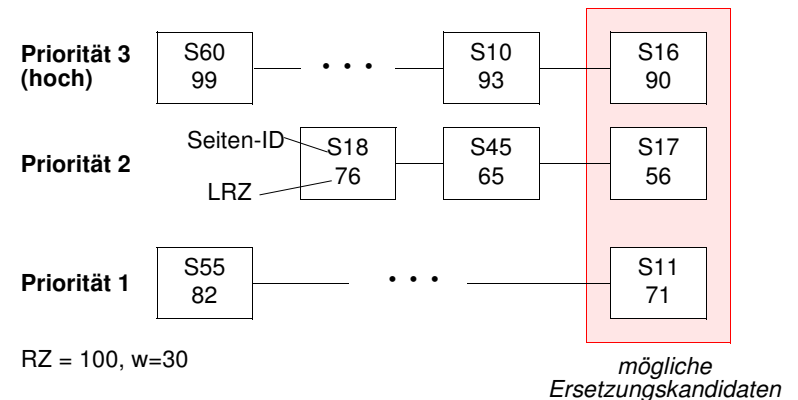 Priorität 3
(hoch)
S60
99
• • •
S10
93
S16
90
Priorität 2
Seiten-ID
LRZ
S18
76
S45
65
S17
56
Priorität 1
S55
82
• • •
S11
71
RZ = 100, w=30
mögliche
Ersetzungskandidaten